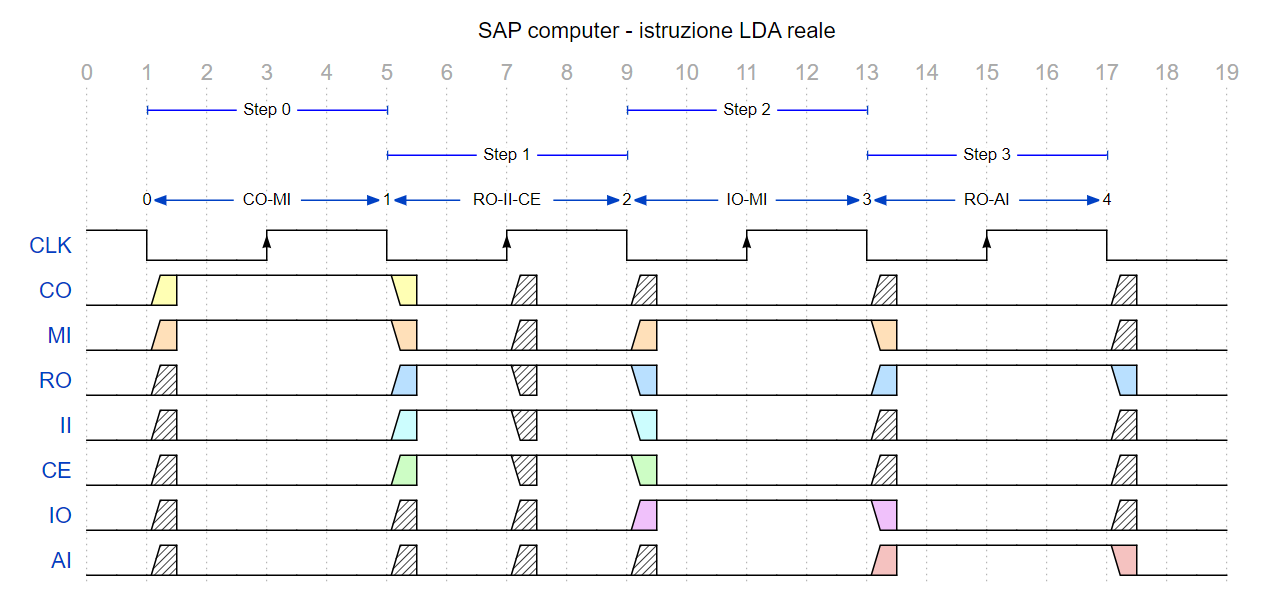 SAP computer - istruzione LDA reale
0 1 2 3 4 5 6 7 8 9 10 11 12 13 14 15 16 17 18 19
Step 0 Step 2
Step 1 Step 3
0 CO-MI 1 RO-II-CE 2 IO-MI 3 RO-AI 4
CLK
CO
MI
RO
II
CE
IO
AI